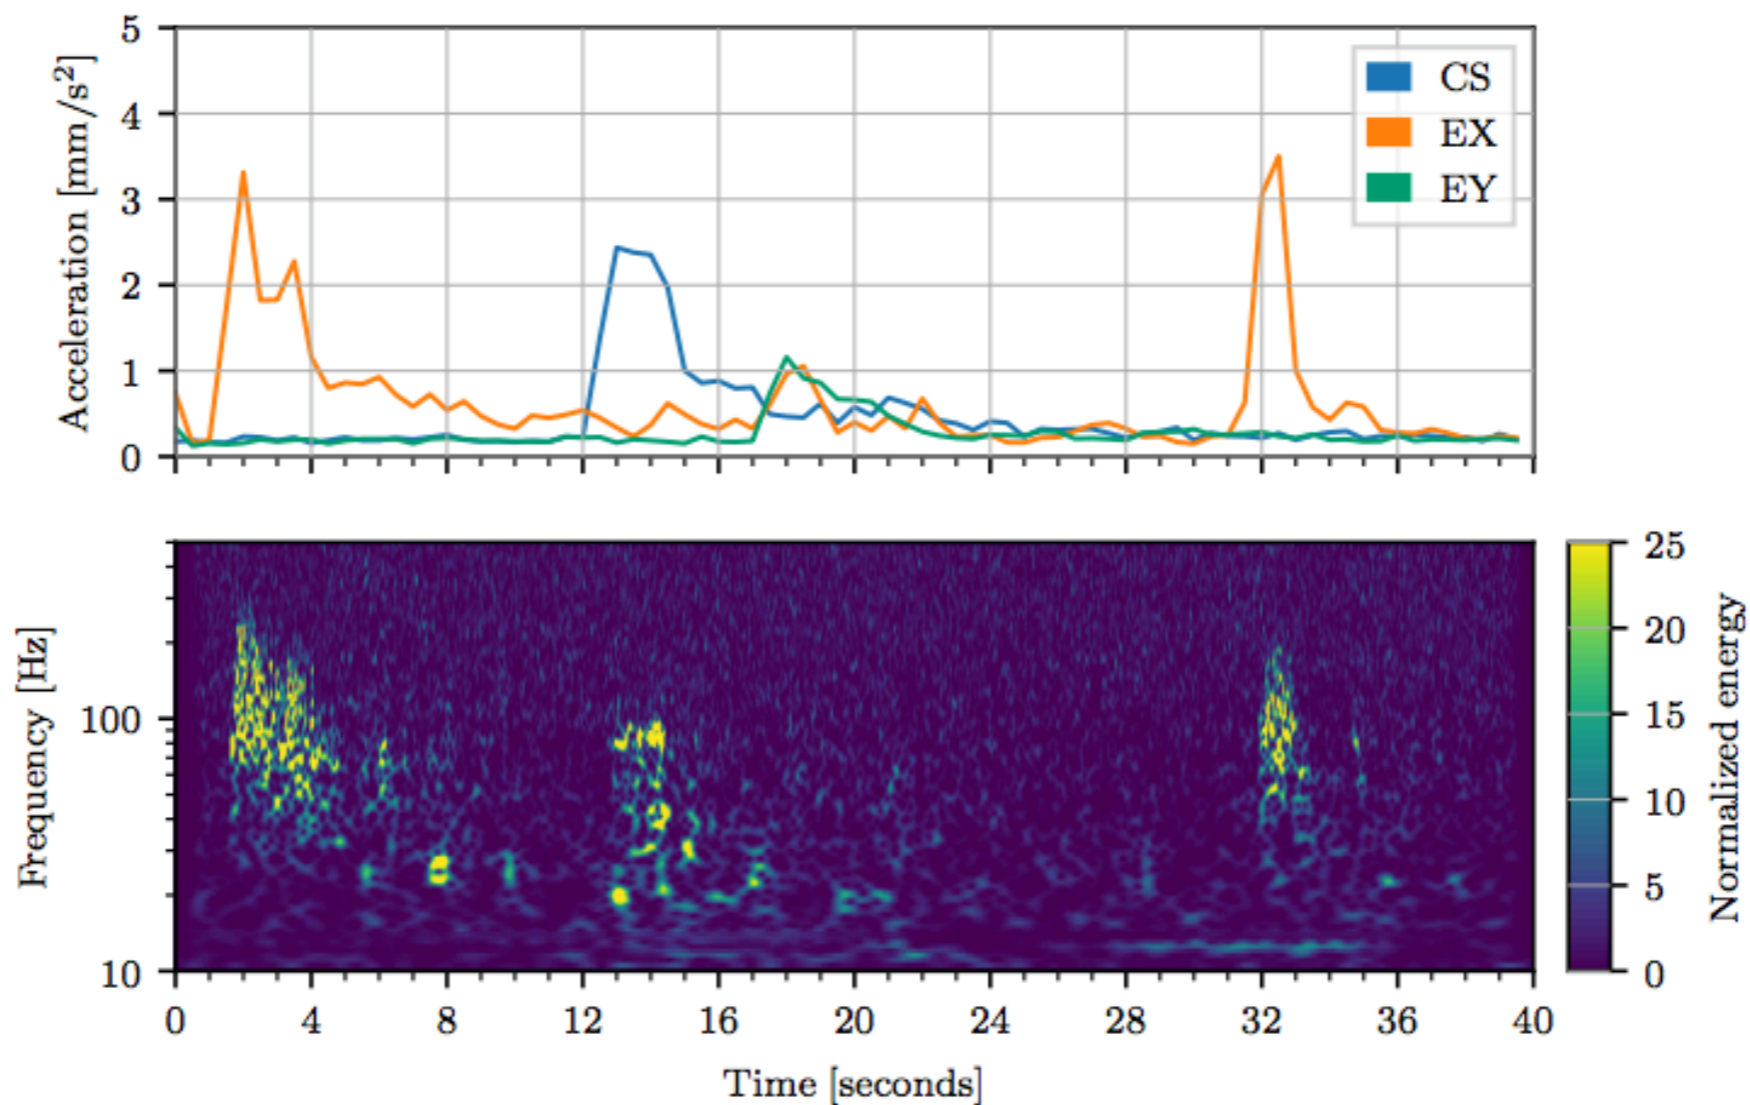 5
4
3
2
1
0
Acceleration [mm/s²]
CS
EX
EY
100
10
Frequency [Hz]
0 4 8 12 16 20 24 28 32 36 40
Time [seconds]
25
20
15
10
5
0
Normalized energy